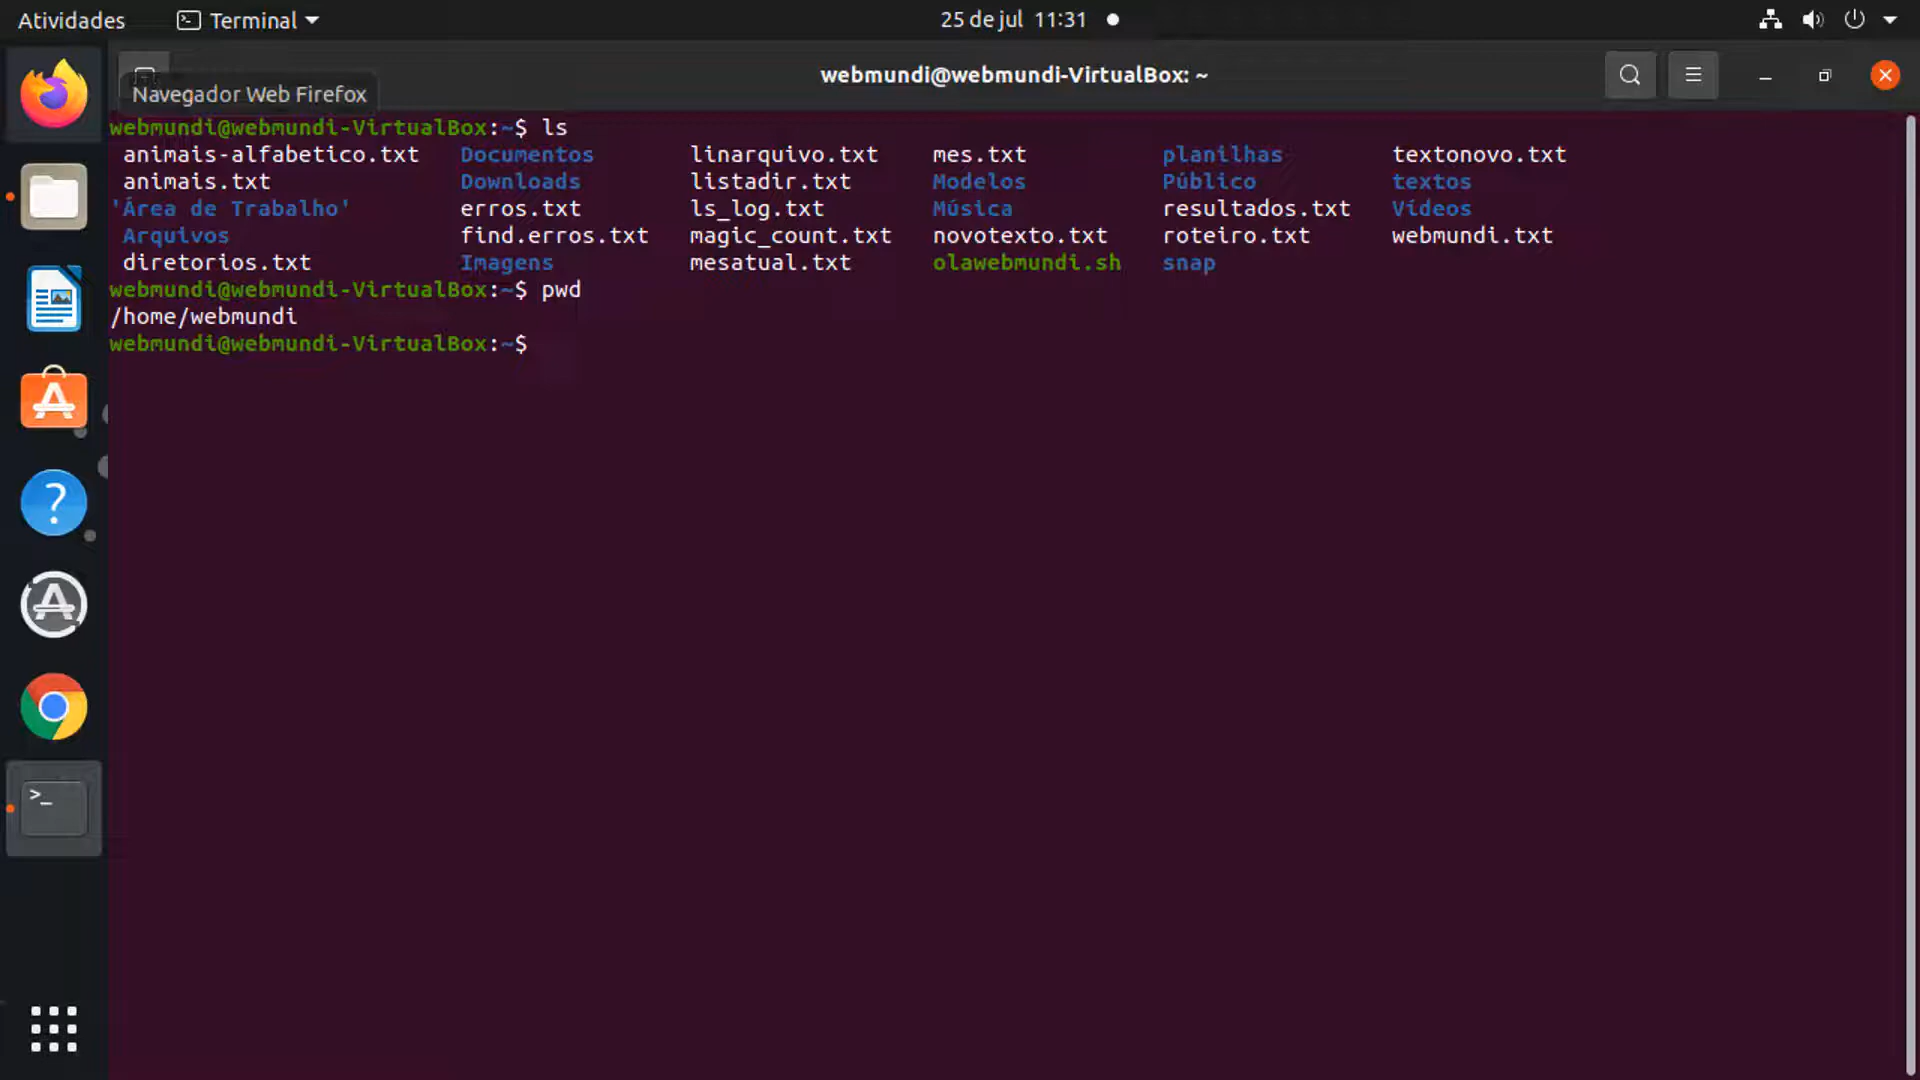 Atividades Terminal 25 de jul 11:31
webmundi@webmundi-VirtualBox: ~
Navegador Web Firefox
webmundi@webmundi-VirtualBox:~$ ls
animais-alfabetico.txt Documentos linarquivo.txt mes.txt planilhas textonovo.txt
animais.txt Downloads listadir.txt Modelos Público textos
'Área de Trabalho' erros.txt ls_log.txt Música resultados.txt Vídeos
Arquivos find.erros.txt magic_count.txt novotexto.txt roteiro.txt webmundi.txt
diretorios.txt Imagens mesatual.txt olawebmundi.sh snap
webmundi@webmundi-VirtualBox:~$ pwd
/home/webmundi
webmundi@webmundi-VirtualBox:~$